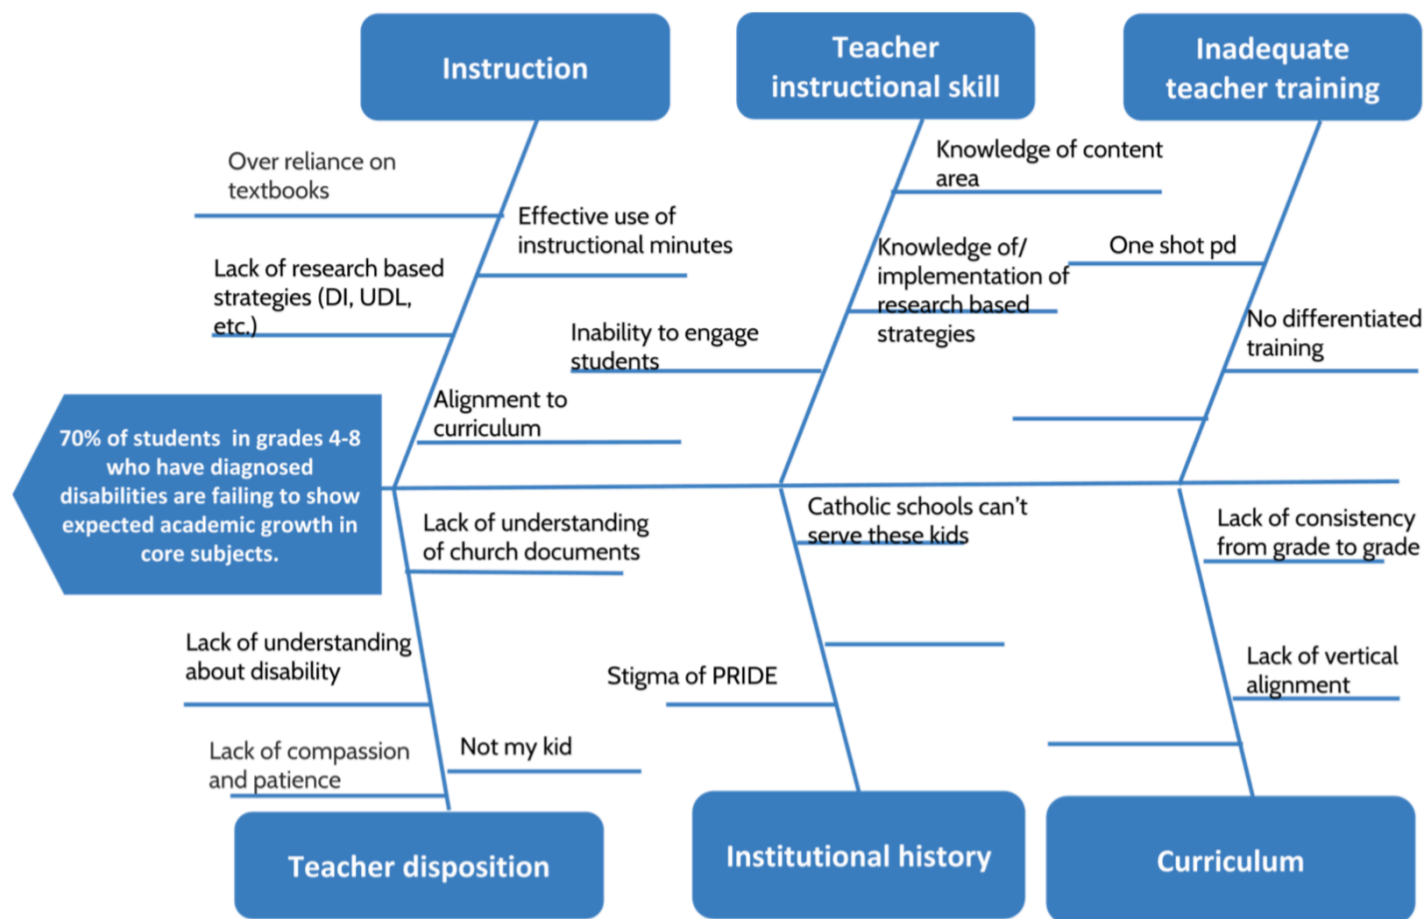 Instruction
Teacher
instructional skill
Inadequate
teacher training
Over reliance on
textbooks
Effective use of
instructional minutes
Lack of research based
strategies (DI, UDL,
etc.)
Alignment to
curriculum
Knowledge of content
area
Knowledge of/
implementation of
research based
strategies
Inability to engage
students
One shot pd
No differentiated
training
70% of students in grades 4-8
who have diagnosed
disabilities are failing to show
expected academic growth in
core subjects.
Lack of understanding
of church documents
Lack of understanding
about disability
Not my kid
Lack of compassion
and patience
Catholic schools can't
serve these kids
Stigma of PRIDE
Lack of consistency
from grade to grade
Lack of vertical
alignment
Teacher disposition
Institutional history
Curriculum